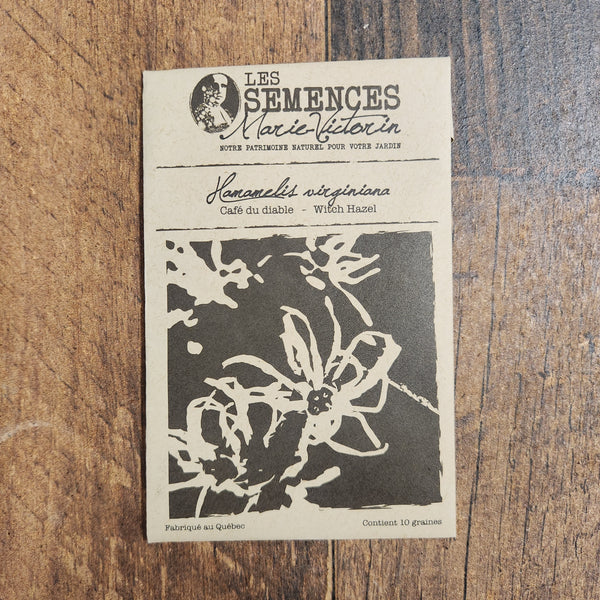 LES
SEMENCES
Marie-Victorin
NOTRE PATRIMOINE NATUREL POUR VOTRE JARDIN
Hamamelis virginiana
Café du diable - Witch Hazel
Fabriqué au Québec
Contient 10 graines